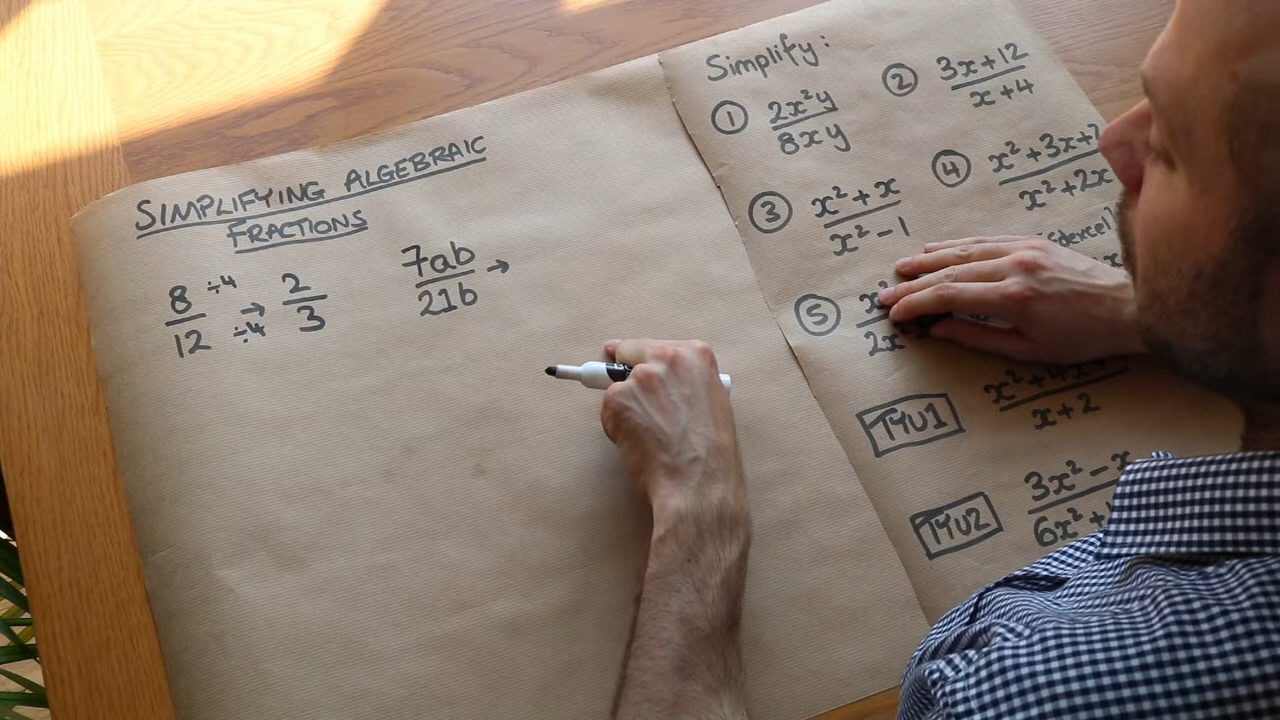 SIMPLIFYING ALGEBRAIC
FRACTIONS
8 ÷4 → 2
12 ÷4 3
7ab →
21b
Simplify:
① 2x²y
8xy
② 3x+12
x+4
③ x²+x
x²-1
④ x²+3x+
x²+2x
⑤ x²
2x
TYU1
x+2
TYU2 3x²-x
6x²+